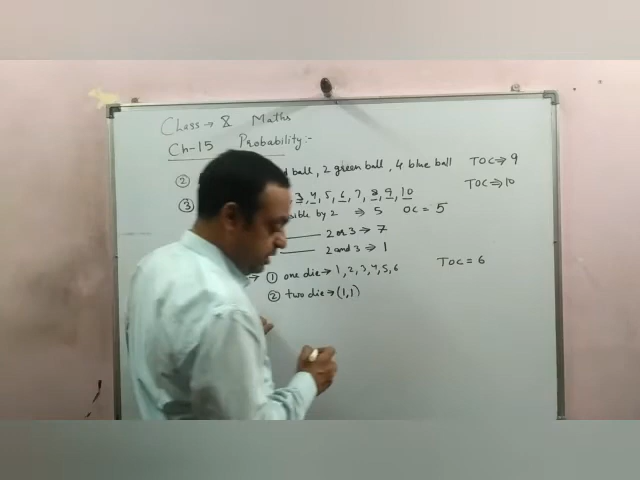 Class → 8 Maths
Ch-15 Probability:-
② ball, 2 green ball, 4 blue ball TOC → 9
TOC ⇒ 10
③ 3, 4, 5, 6, 7, 8, 9, 10
by 2 ⇒ 5 OC = 5
2 or 3 → 7
2 and 3 → 1
→ ① one die → 1, 2, 3, 4, 5, 6 TOC = 6
② two die → (1,1)